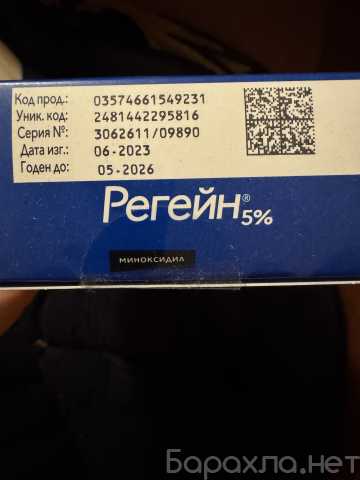 Код прод.: 03574661549231
Уник. код: 2481442295816
Серия №: 3062611/09890
Дата изг.: 06-2023
Годен до: 05-2026
Регейн® 5%
МИНОКСИДИЛ
Барахла.нет